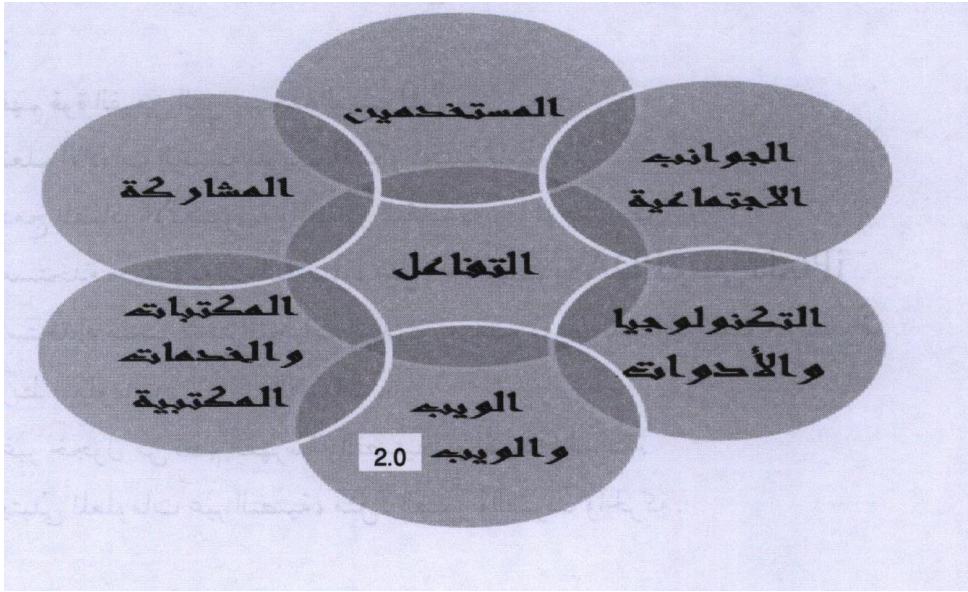 المستخدمين
الجوانب
الاجتماعية
المشاركة
التفاعل
التكنولوجيا
والأدوات
المكتبات
والخدمات
المكتبية
الويب
والويب 2.0